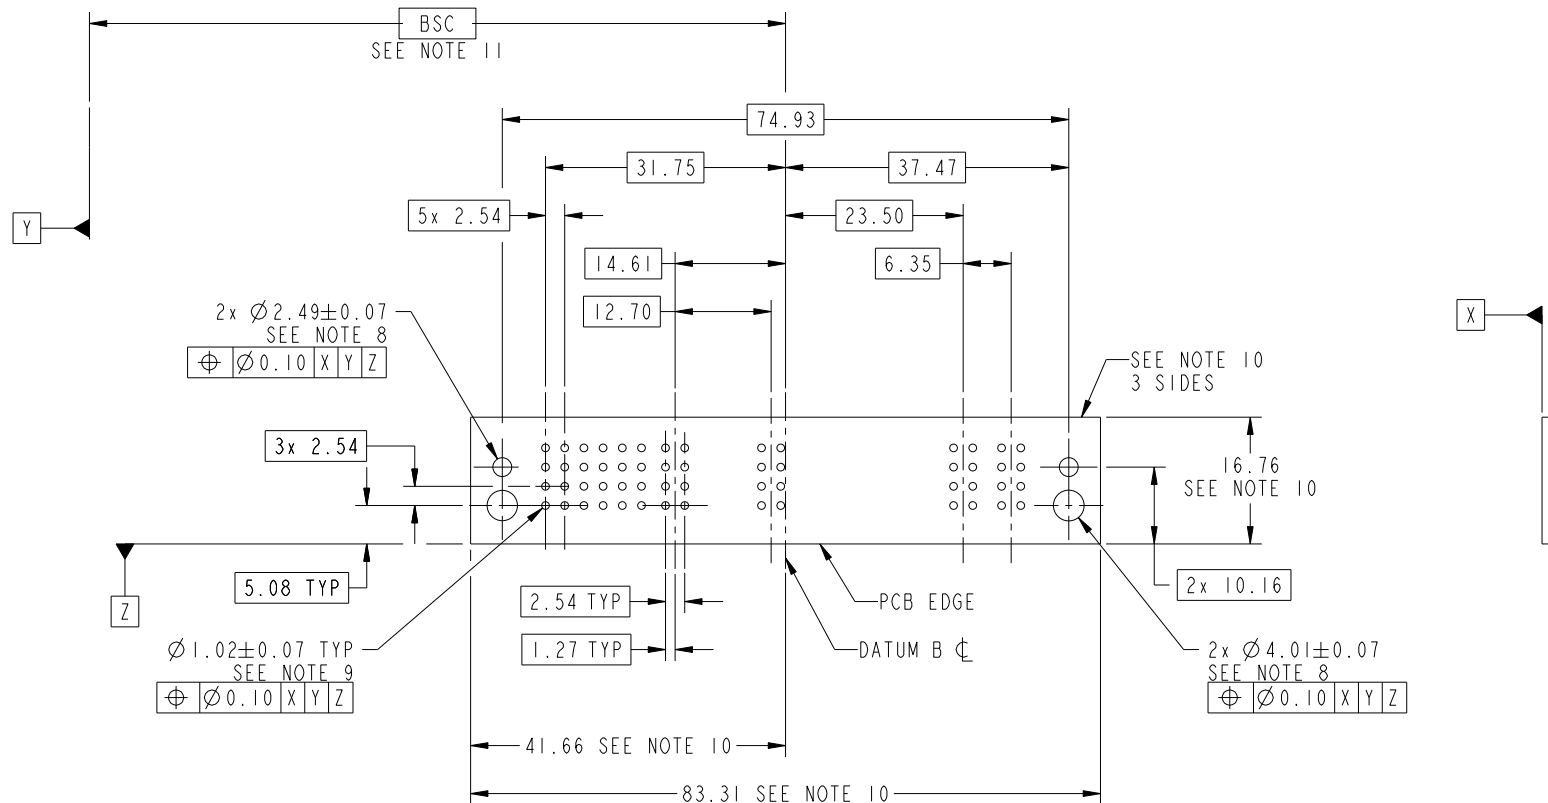 BSC
SEE NOTE 11
74.93
31.75
37.47
5x 2.54
23.50
Y
14.61
6.35
12.70
2x Ø2.49±0.07
SEE NOTE 8
⌖ Ø0.10 X Y Z
X
SEE NOTE 10
3 SIDES
3x 2.54
16.76
SEE NOTE 10
5.08 TYP
2.54 TYP
PCB EDGE
2x 10.16
Z
Ø1.02±0.07 TYP
SEE NOTE 9
⌖ Ø0.10 X Y Z
1.27 TYP
DATUM B ℄
2x Ø4.01±0.07
SEE NOTE 8
⌖ Ø0.10 X Y Z
41.66 SEE NOTE 10
83.31 SEE NOTE 10